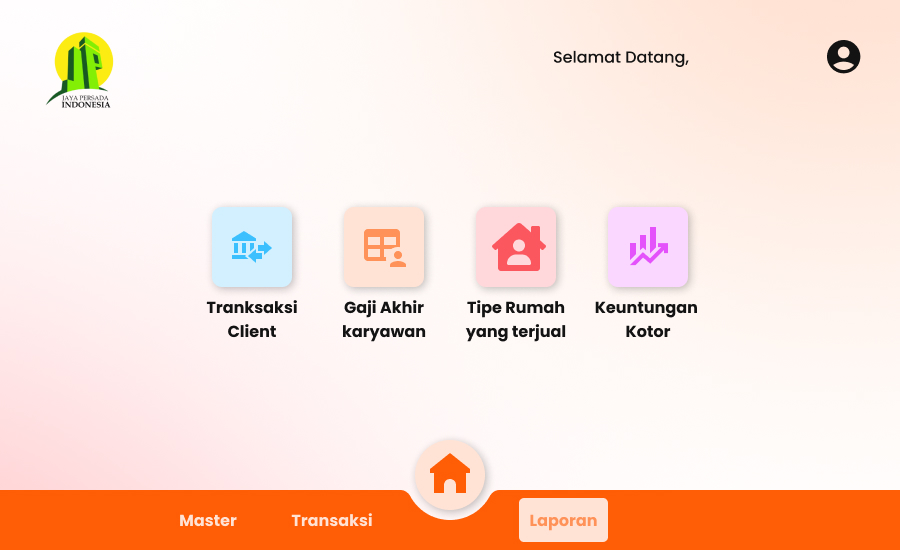 JAYA PERSADA
INDONESIA
Selamat Datang,
Tranksaksi
Client
Gaji Akhir
karyawan
Tipe Rumah
yang terjual
Keuntungan
Kotor
Master
Transaksi
Laporan